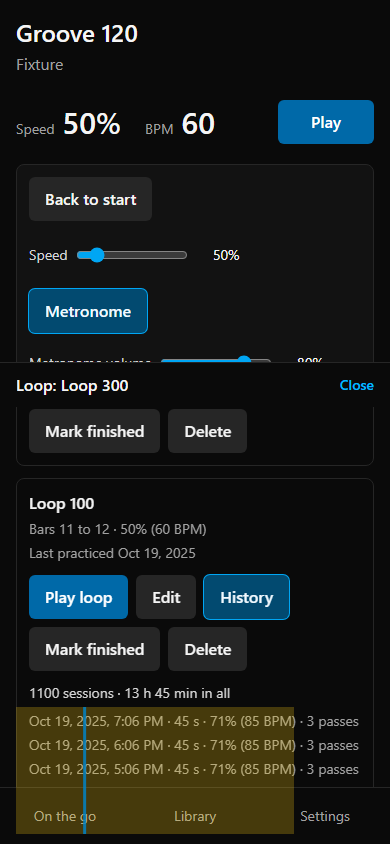 Groove 120
Fixture
Speed 50% BPM 60 Play
Back to start
Speed 50%
Metronome
Metronome volume 80%
Loop: Loop 300 Close
Mark finished Delete
Loop 100
Bars 11 to 12 · 50% (60 BPM)
Last practiced Oct 19, 2025
Play loop Edit History
Mark finished Delete
1100 sessions · 13 h 45 min in all
Oct 19, 2025, 7:06 PM · 45 s · 71% (85 BPM) · 3 passes
Oct 19, 2025, 6:06 PM · 45 s · 71% (85 BPM) · 3 passes
Oct 19, 2025, 5:06 PM · 45 s · 71% (85 BPM) · 3 passes
On the go Library Settings